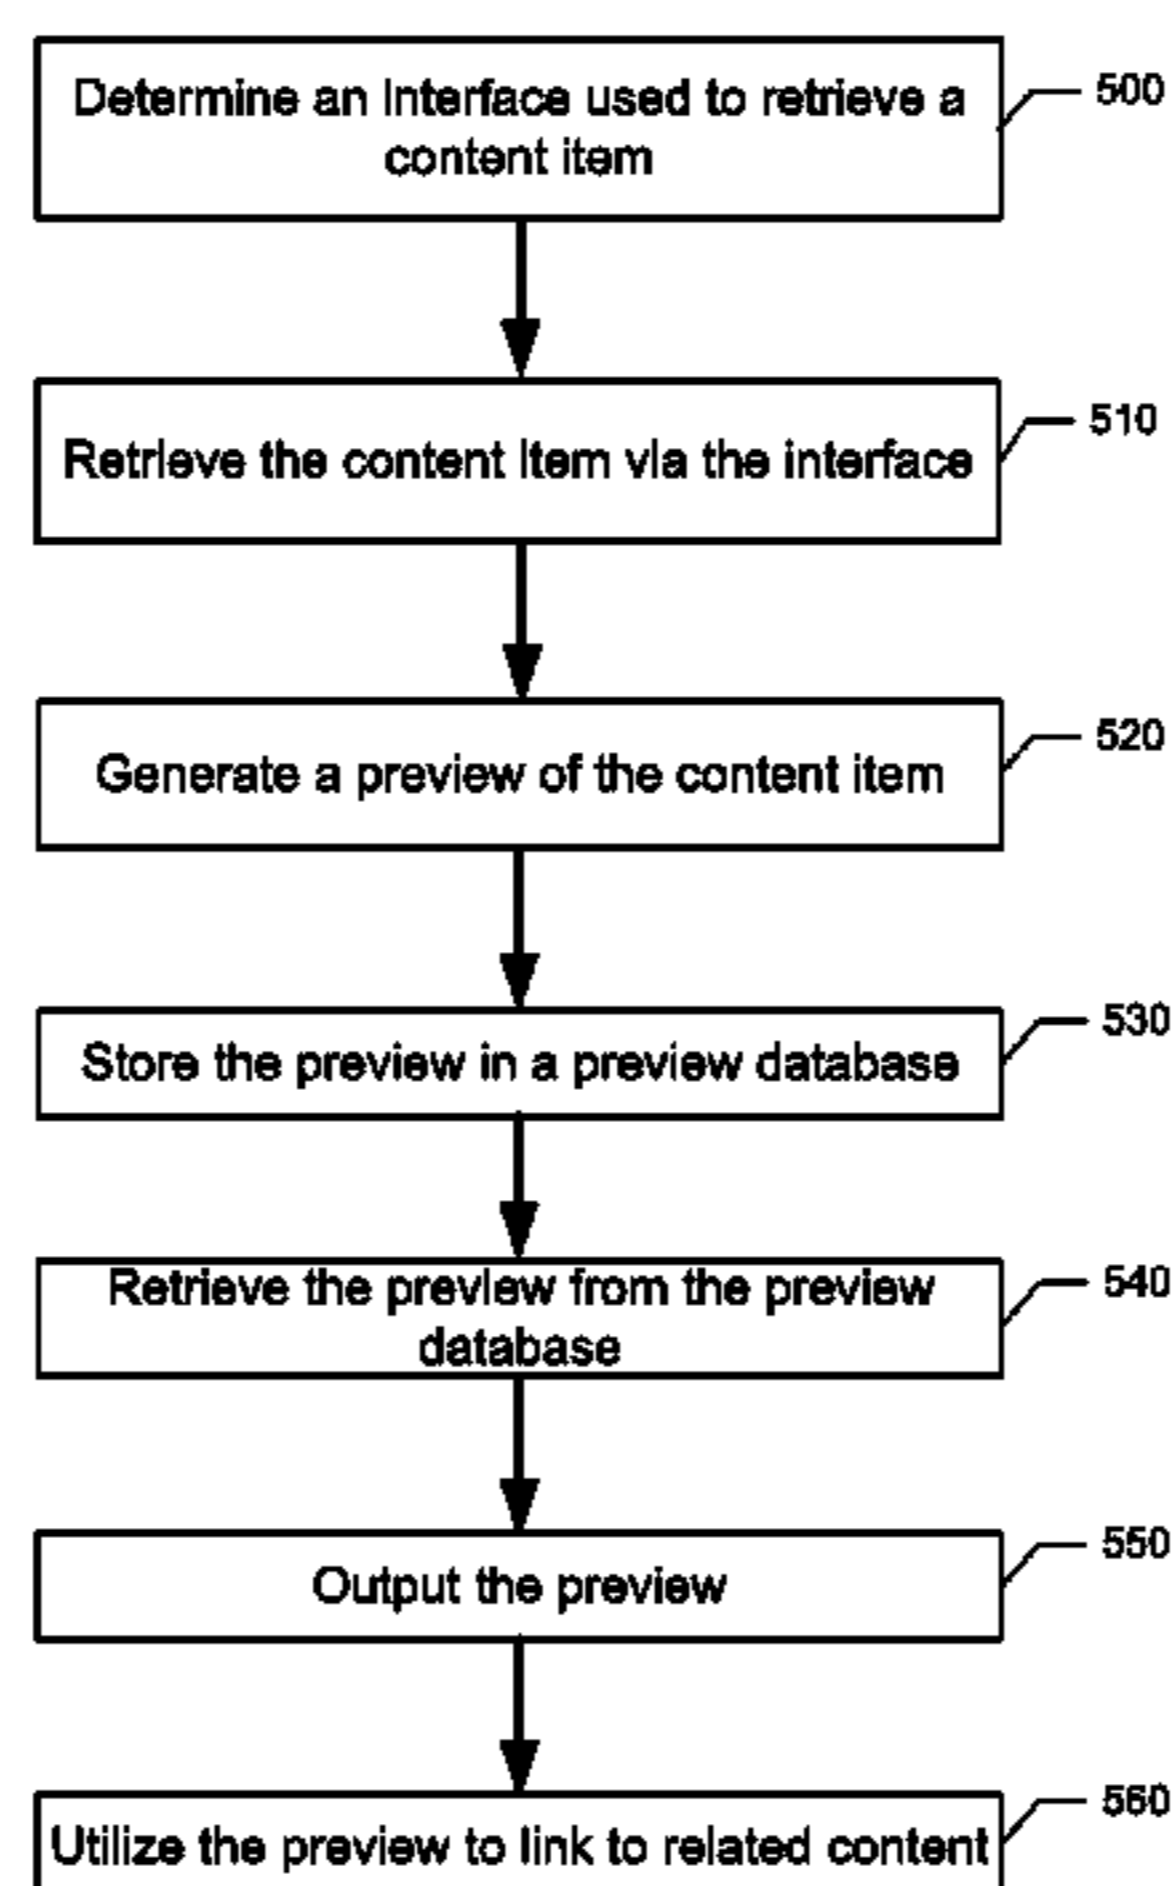 Determine an Interface used to retrieve a
content item
500
Retrieve the content Item via the interface
510
Generate a preview of the content item
520
Store the preview in a preview database
530
Retrieve the preview from the preview
database
540
Output the preview
550
Utilize the preview to link to related content
560